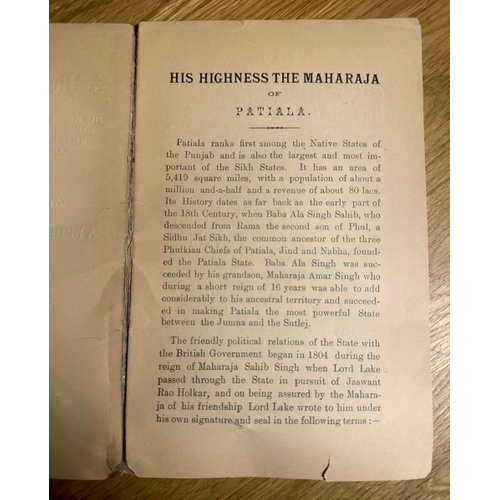 HIS HIGHNESS THE MAHARAJA
OF
PATIALA.
Patiala ranks first among the Native States of
the Punjab and is also the largest and most im-
portant of the Sikh States. It has an area of
5,419 square miles, with a population of about a
million and-a-half and a revenue of about 80 lacs.
Its History dates as far back as the early part of
the 18th Century, when Baba Ala Singh Sahib, who
descended from Rama the second son of Phul, a
Sidhu Jat Sikh, the common ancestor of the three
Phulkian Chiefs of Patiala, Jind and Nabha, found-
ed the Patiala State. Baba Ala Singh was suc-
ceeded by his grandson, Maharaja Amar Singh who
during a short reign of 16 years was able to add
considerably to his ancestral territory and succeed-
ed in making Patiala the most powerful State
between the Jumna and the Sutlej.
The friendly political relations of the State with
the British Government began in 1804 during the
reign of Maharaja Sahib Singh when Lord Lake
passed through the State in pursuit of Jaswant
Rao Holkar, and on being assured by the Mahara-
ja of his friendship Lord Lake wrote to him under
his own signature and seal in the following terms :—